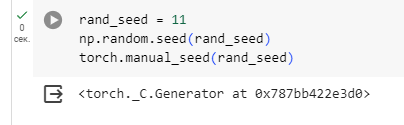 rand_seed = 11
0
np.random.seed(rand_seed)
сек.
torch.manual_seed(rand_seed)
<torch._C.Generator at 0x787bb422e3d0>